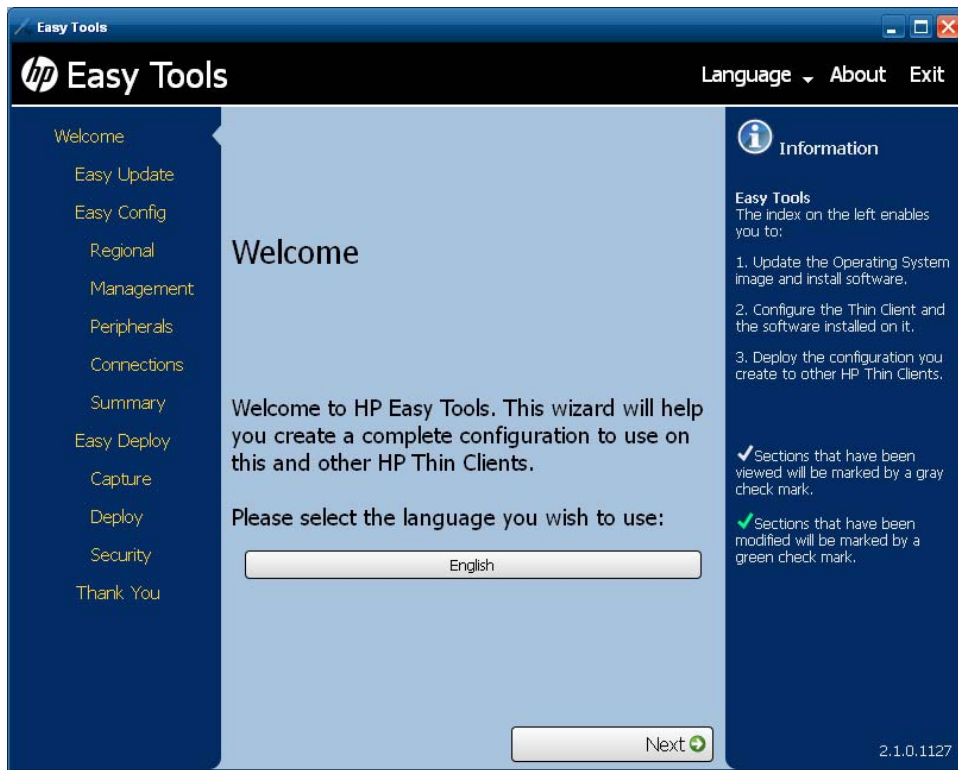 Easy Tools
hp Easy Tools
Language About Exit
Welcome
Easy Update
Easy Config
Regional
Management
Peripherals
Connections
Summary
Easy Deploy
Capture
Deploy
Security
Thank You
Welcome
Welcome to HP Easy Tools. This wizard will help
you create a complete configuration to use on
this and other HP Thin Clients.
Please select the language you wish to use:
English
Next
Information
Easy Tools
The index on the left enables
you to:
1. Update the Operating System
image and install software.
2. Configure the Thin Client and
the software installed on it.
3. Deploy the configuration you
create to other HP Thin Clients.
Sections that have been
viewed will be marked by a gray
check mark.
Sections that have been
modified will be marked by a
green check mark.
2.1.0.1127